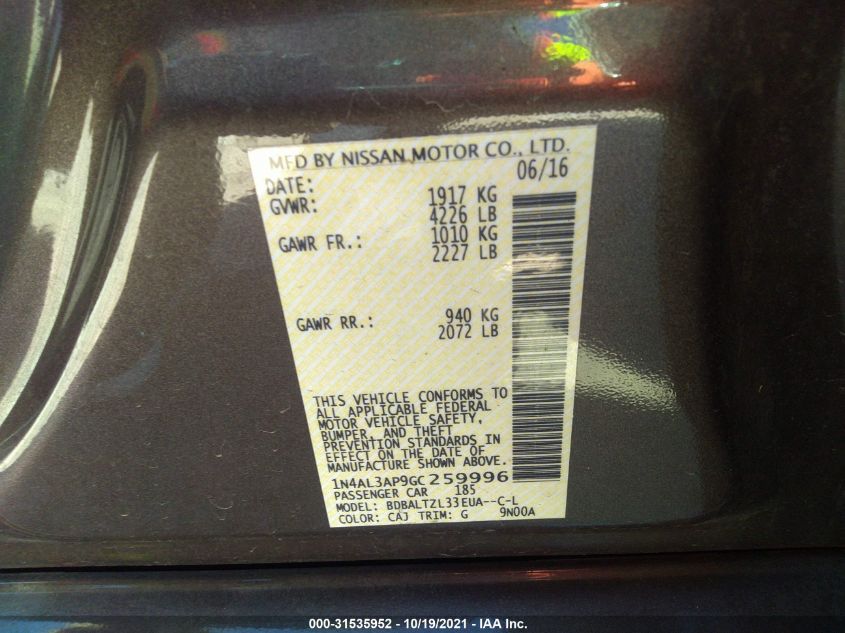 MFD BY NISSAN MOTOR CO., LTD.
DATE: 06/16
GVWR: 1917 KG
4226 LB
GAWR FR.: 1010 KG
2227 LB
GAWR RR.: 940 KG
2072 LB
THIS VEHICLE CONFORMS TO
ALL APPLICABLE FEDERAL
MOTOR VEHICLE SAFETY,
BUMPER, AND THEFT
PREVENTION STANDARDS IN
EFFECT ON THE DATE OF
MANUFACTURE SHOWN ABOVE.
1N4AL3AP9GC259996
PASSENGER CAR 185
MODEL: BDBALTZL33EUA--C-L
COLOR: CAJ TRIM: G 9N00A
000-31535952 - 10/19/2021 - IAA Inc.